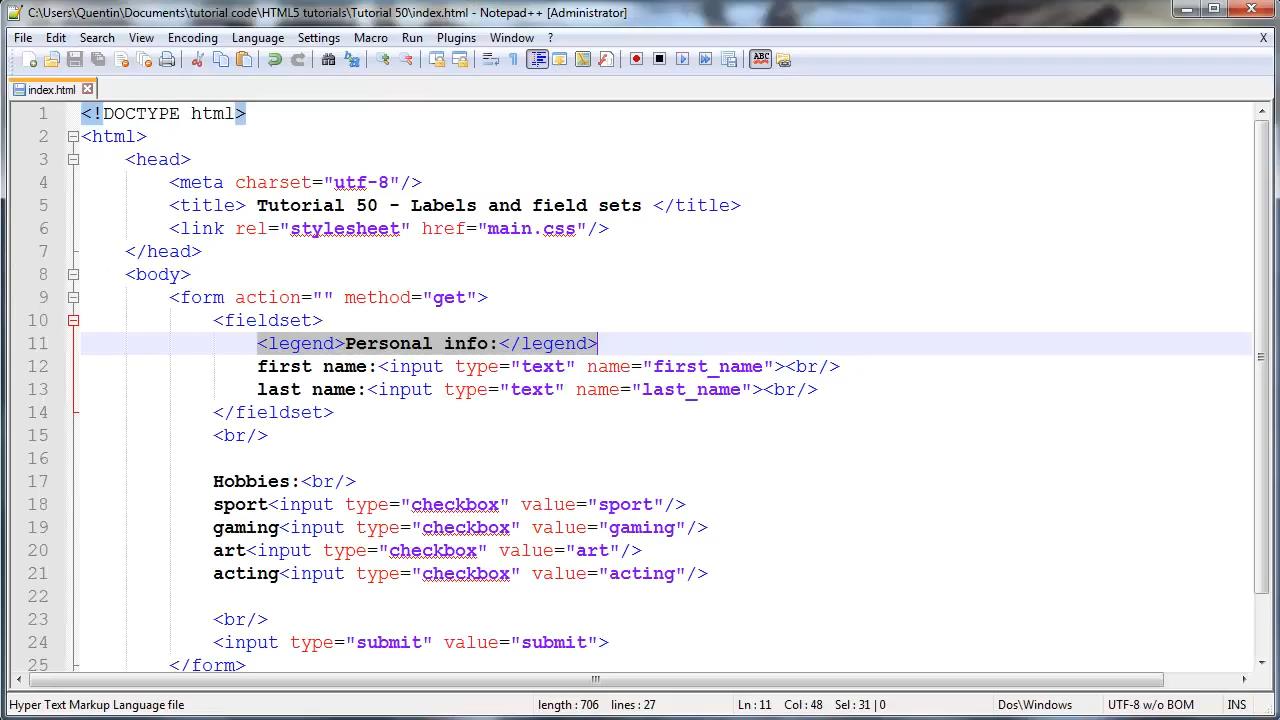 C:\Users\Quentin\Documents\tutorial code\HTML5 tutorials\Tutorial 50\index.html - Notepad++ [Administrator]
File Edit Search View Encoding Language Settings Macro Run Plugins Window ? X
ABC
index.html
1 <!DOCTYPE html>
2 <html>
3 <head>
4 <meta charset="utf-8"/>
5 <title> Tutorial 50 - Labels and field sets </title>
6 <link rel="stylesheet" href="main.css"/>
7 </head>
8 <body>
9 <form action="" method="get">
10 <fieldset>
11 <legend>Personal info:</legend>
12 first name:<input type="text" name="first_name"><br/>
13 last name:<input type="text" name="last_name"><br/>
14 </fieldset>
15 <br/>
16
17 Hobbies:<br/>
18 sport<input type="checkbox" value="sport"/>
19 gaming<input type="checkbox" value="gaming"/>
20 art<input type="checkbox" value="art"/>
21 acting<input type="checkbox" value="acting"/>
22
23 <br/>
24 <input type="submit" value="submit">
25 </form>
Hyper Text Markup Language file length : 706 lines : 27 Ln : 11 Col : 48 Sel : 31 | 0 Dos\Windows UTF-8 w/o BOM INS